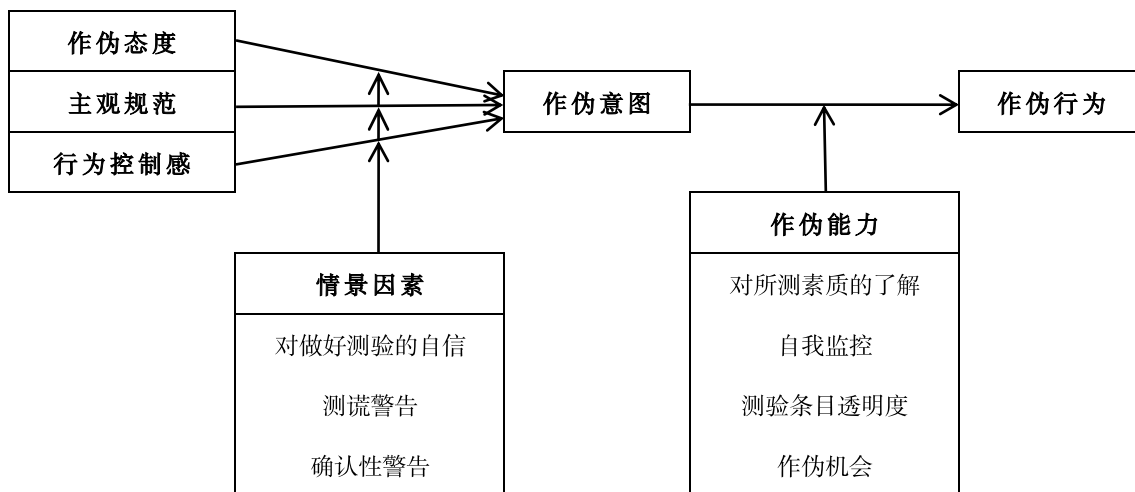 作伪态度
主观规范
行为控制感
作伪意图
作伪行为
情景因素
对做好测验的自信
测谎警告
确认性警告
作伪能力
对所测素质的了解
自我监控
测验条目透明度
作伪机会